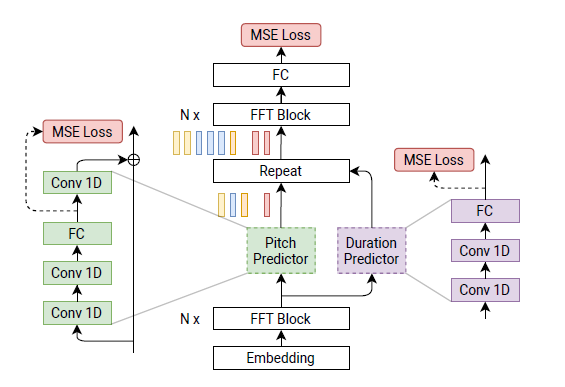 MSE Loss
FC
N x
FFT Block
MSE Loss
Conv 1D
FC
Conv 1D
Conv 1D
Repeat
Pitch
Predictor
Duration
Predictor
MSE Loss
FC
Conv 1D
Conv 1D
N x
FFT Block
Embedding